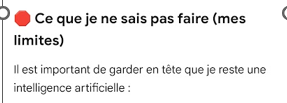 🛑 Ce que je ne sais pas faire (mes
limites)
Il est important de garder en tête que je reste une
intelligence artificielle :